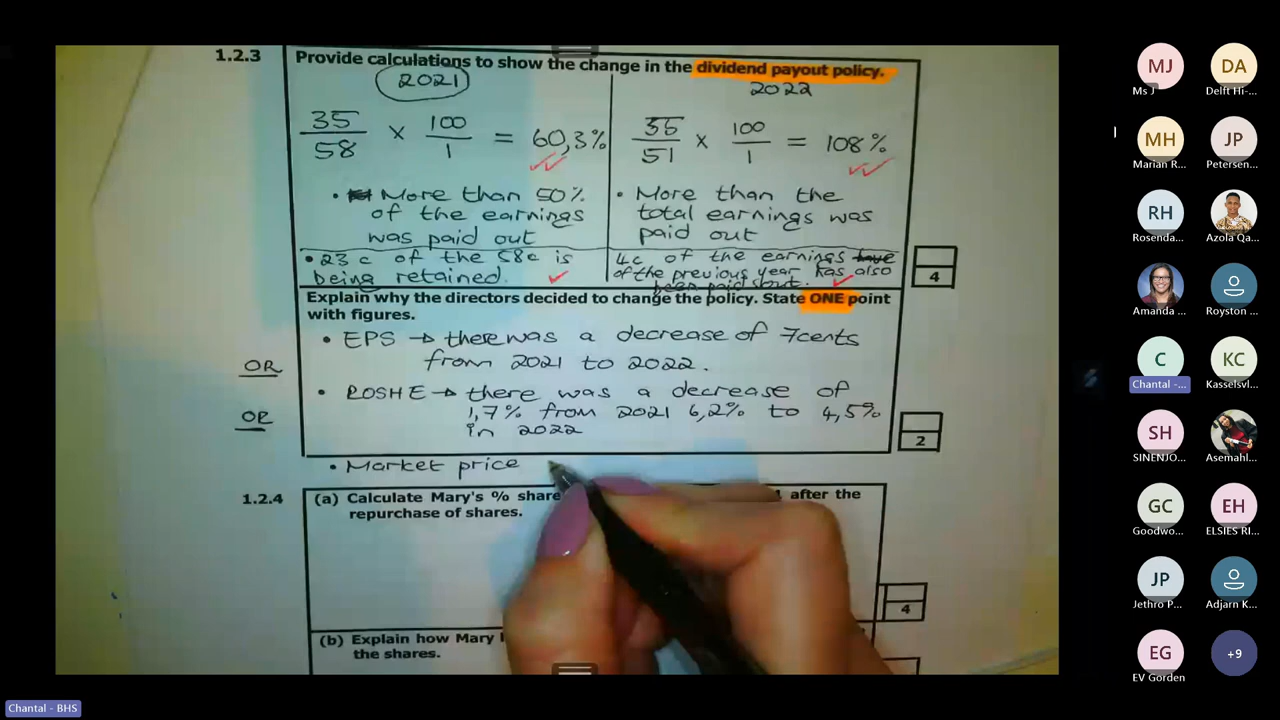 1.2.3
Provide calculations to show the change in the dividend payout policy.
2021
2022
35/58 × 100/1 = 60,3%
55/51 × 100/1 = 108%
• More than 50%
of the earnings
was paid out
• More than the
total earnings was
paid out
• 23 c of the 58c is
being retained.
4c of the earnings have
of the previous year has also
been paid out.
4
Explain why the directors decided to change the policy. State ONE point
with figures.
• EPS → there was a decrease of 7cents
from 2021 to 2022.
OR
• ROSHE → there was a decrease of
1,7% from 2021 6,2% to 4,5%
in 2022
OR
2
• Market price
1.2.4
(a) Calculate Mary's % share
after the
repurchase of shares.
4
(b) Explain how Mary
the shares.
MJ
Ms J
DA
Delft Hi-...
MH
Marian R...
JP
Petersen...
RH
Rosenda...
Azola Qa...
Amanda ...
Royston ...
C
Chantal -...
KC
Kasselsvl...
SH
SINENJO...
Asemahl...
GC
Goodwo...
EH
ELSIES RI...
JP
Jethro P...
Adjarn K...
EG
EV Gorden
+9
Chantal - BHS